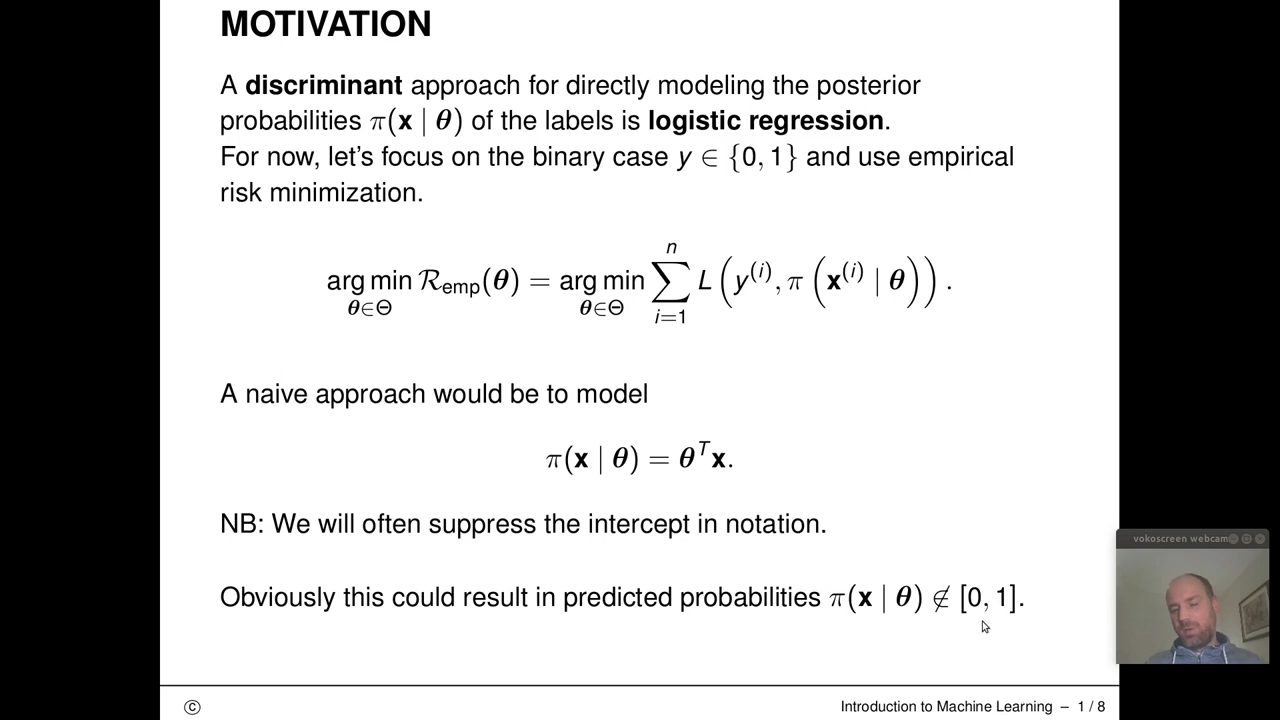 MOTIVATION
A discriminant approach for directly modeling the posterior
probabilities π(x | θ) of the labels is logistic regression.
For now, let's focus on the binary case y ∈ {0, 1} and use empirical
risk minimization.
arg min_{θ∈Θ} R_emp(θ) = arg min_{θ∈Θ} ∑_{i=1}^{n} L(y^{(i)}, π(x^{(i)} | θ)).
A naive approach would be to model
π(x | θ) = θ^T x.
NB: We will often suppress the intercept in notation.
Obviously this could result in predicted probabilities π(x | θ) ∉ [0, 1].
vokoscreen webcam
© Introduction to Machine Learning – 1 / 8